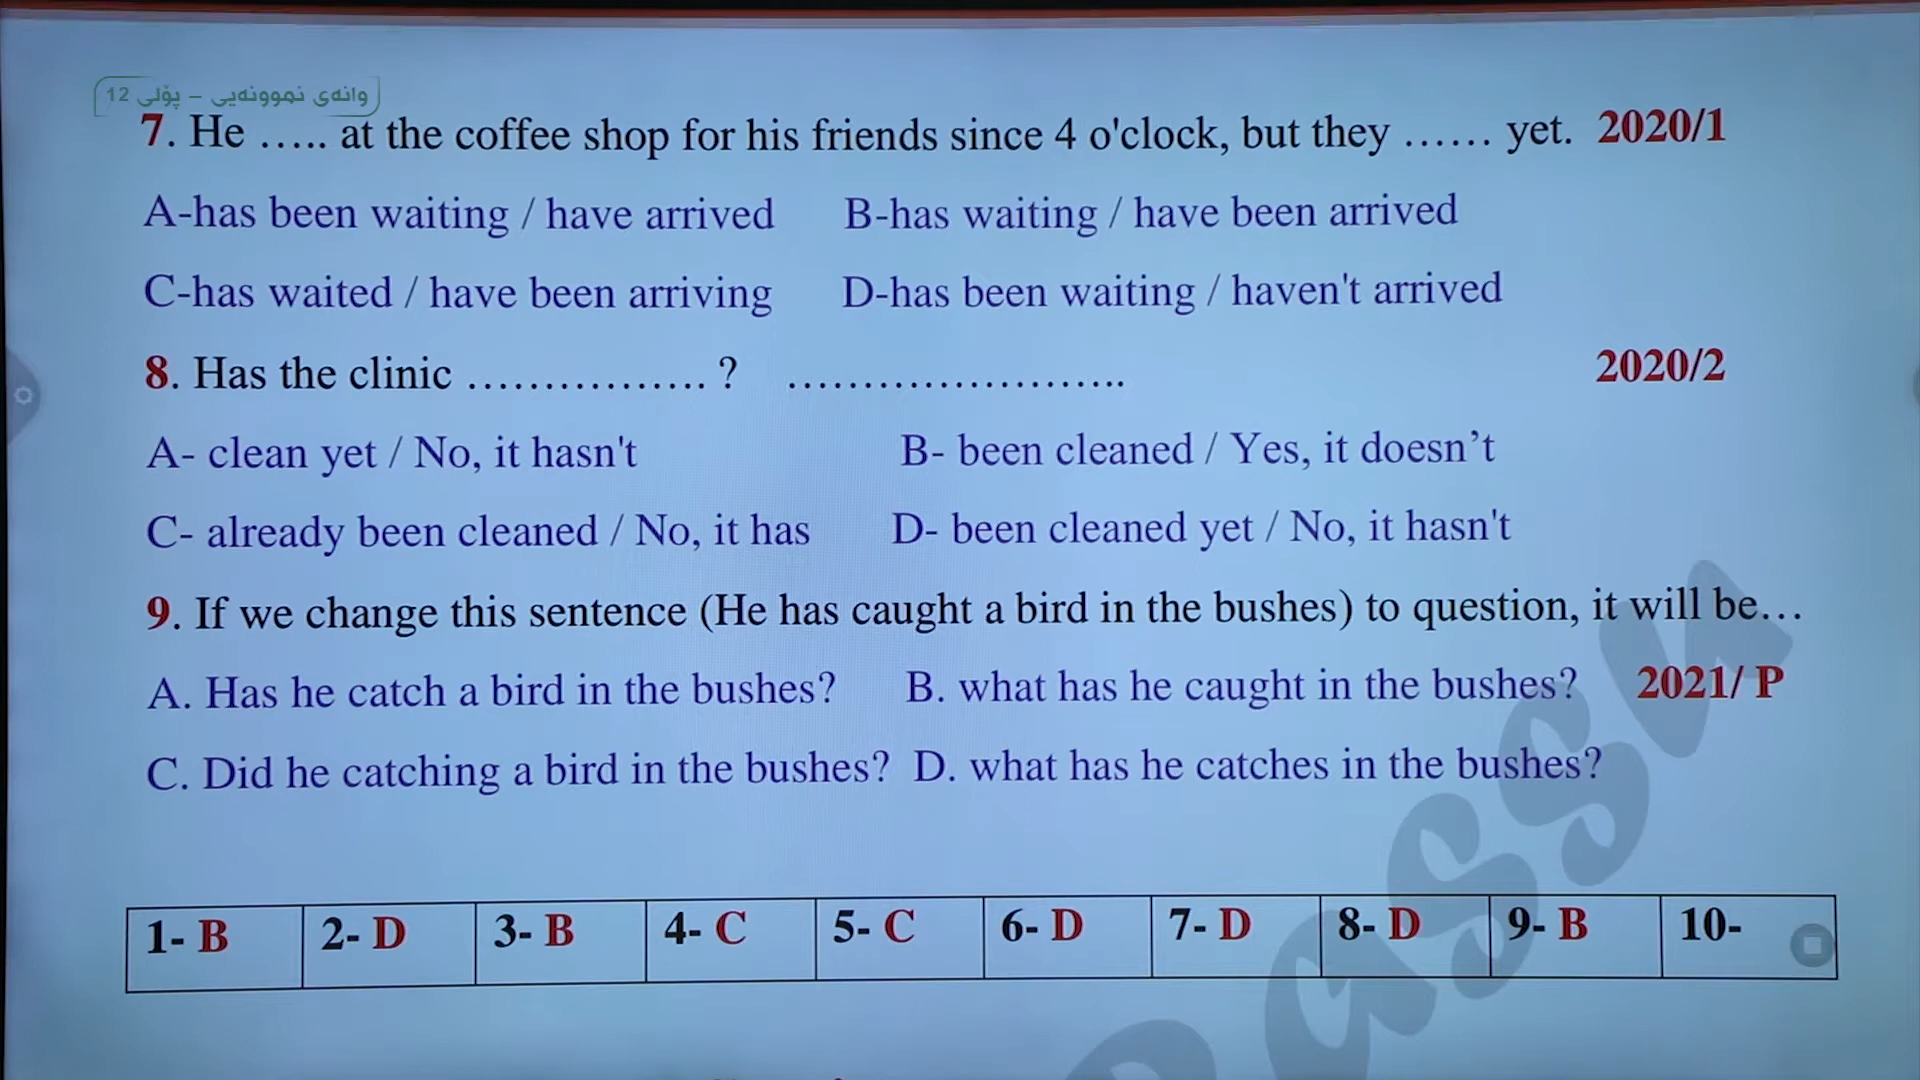 وانەی نموونەیی – پۆلی 12
7. He ….. at the coffee shop for his friends since 4 o'clock, but they …… yet. 2020/1
A-has been waiting / have arrived B-has waiting / have been arrived
C-has waited / have been arriving D-has been waiting / haven't arrived
8. Has the clinic ……………. ? ………………….. 2020/2
A- clean yet / No, it hasn't B- been cleaned / Yes, it doesn’t
C- already been cleaned / No, it has D- been cleaned yet / No, it hasn't
9. If we change this sentence (He has caught a bird in the bushes) to question, it will be…
A. Has he catch a bird in the bushes? B. what has he caught in the bushes? 2021/ P
C. Did he catching a bird in the bushes? D. what has he catches in the bushes?
1- B 2- D 3- B 4- C 5- C 6- D 7- D 8- D 9- B 10-